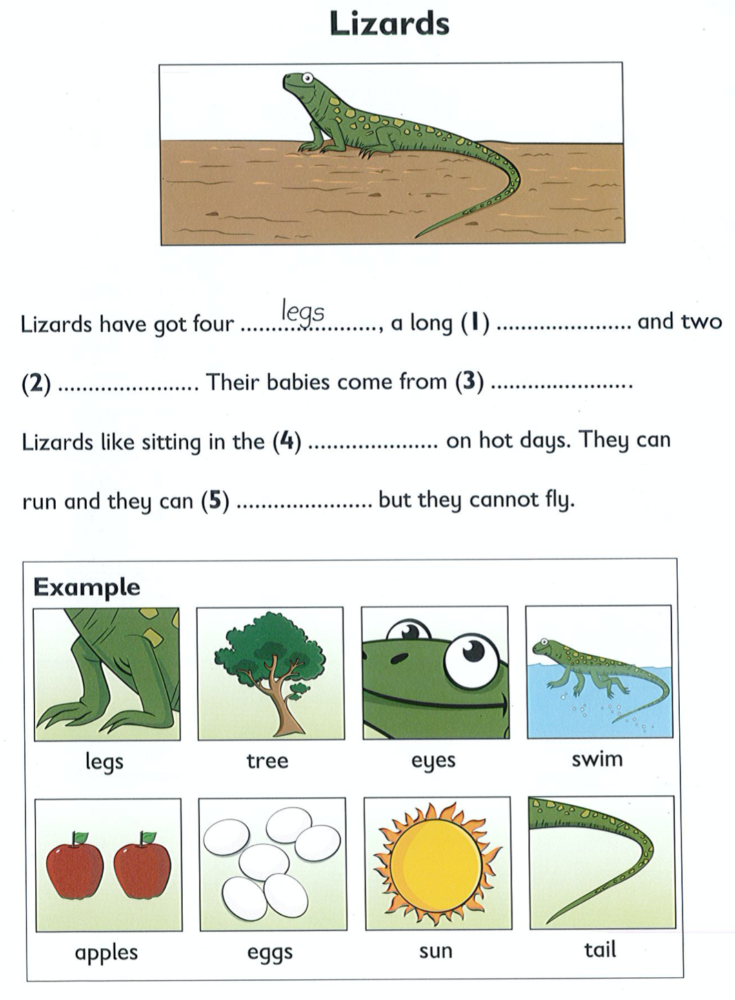 Lizards
Lizards have got four ....legs...., a long (1) .................... and two
(2) .................... Their babies come from (3) ....................
Lizards like sitting in the (4) .................... on hot days. They can
run and they can (5) .................... but they cannot fly.
Example
legs tree eyes swim
apples eggs sun tail